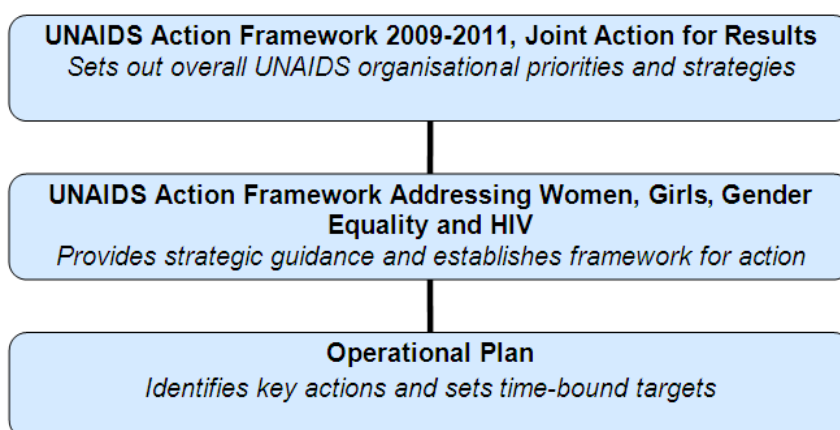 UNAIDS Action Framework 2009-2011, Joint Action for Results
Sets out overall UNAIDS organisational priorities and strategies
UNAIDS Action Framework Addressing Women, Girls, Gender
Equality and HIV
Provides strategic guidance and establishes framework for action
Operational Plan
Identifies key actions and sets time-bound targets